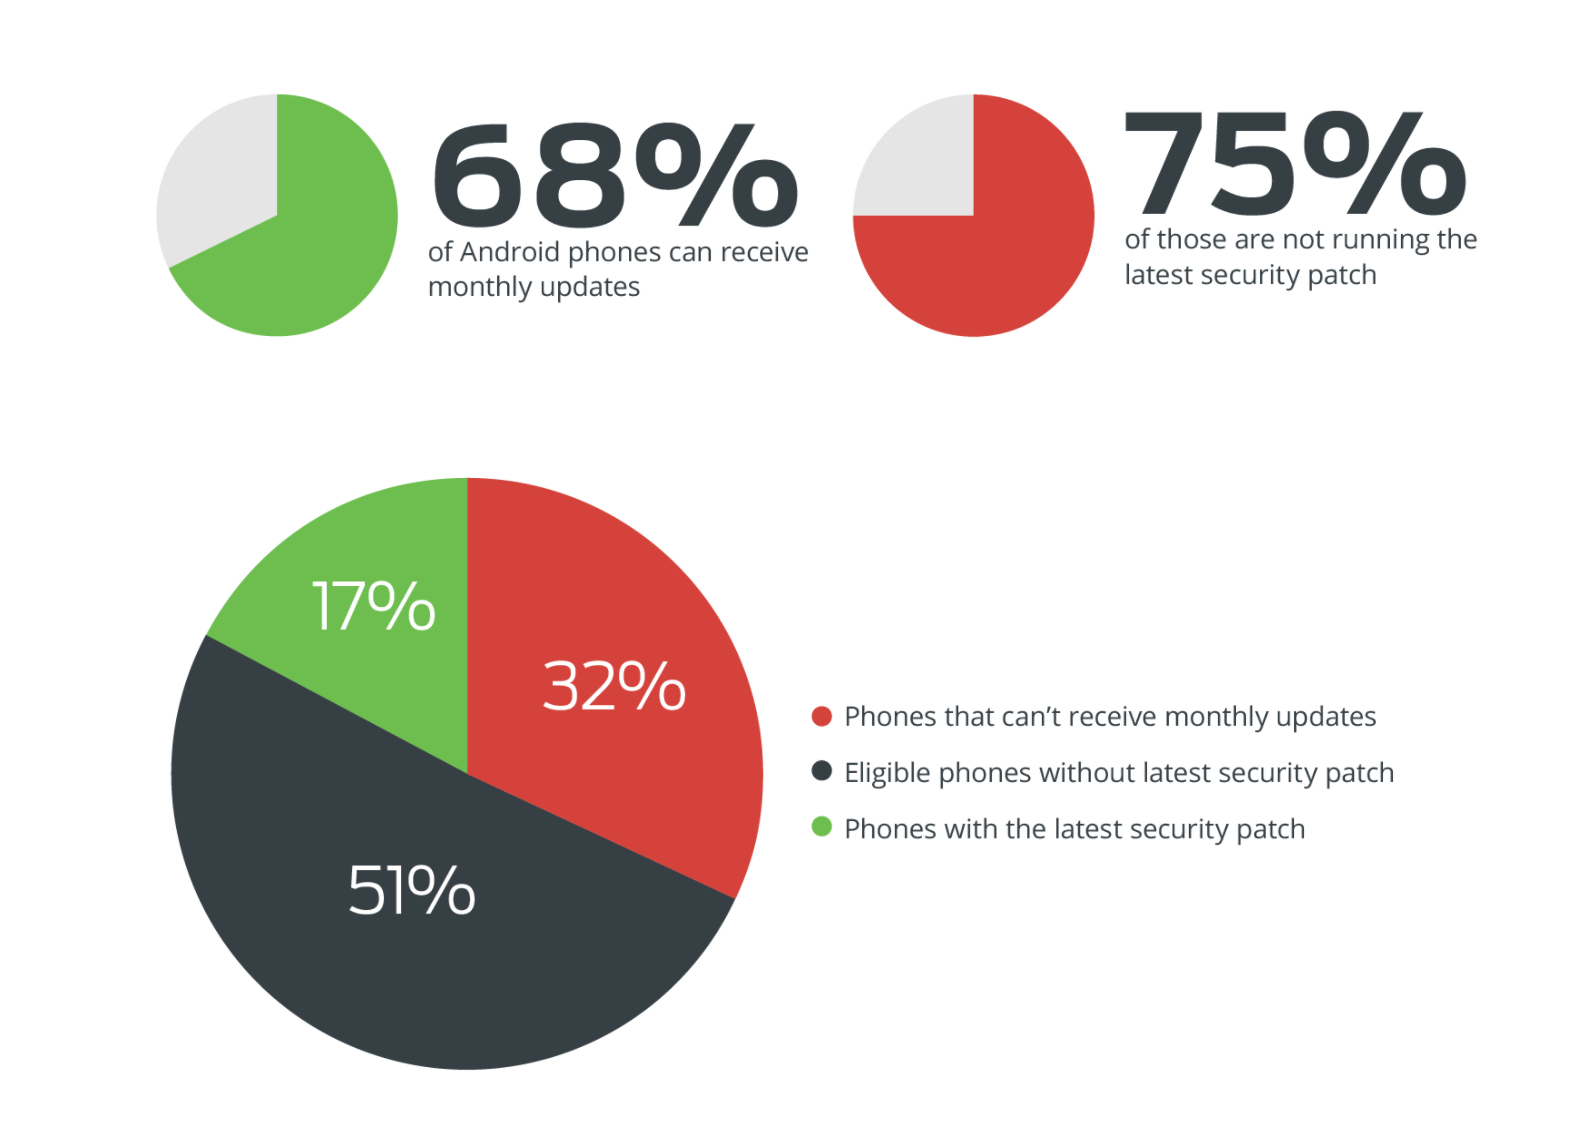 68%
of Android phones can receive
monthly updates
75%
of those are not running the
latest security patch
17%
32%
51%
Phones that can’t receive monthly updates
Eligible phones without latest security patch
Phones with the latest security patch